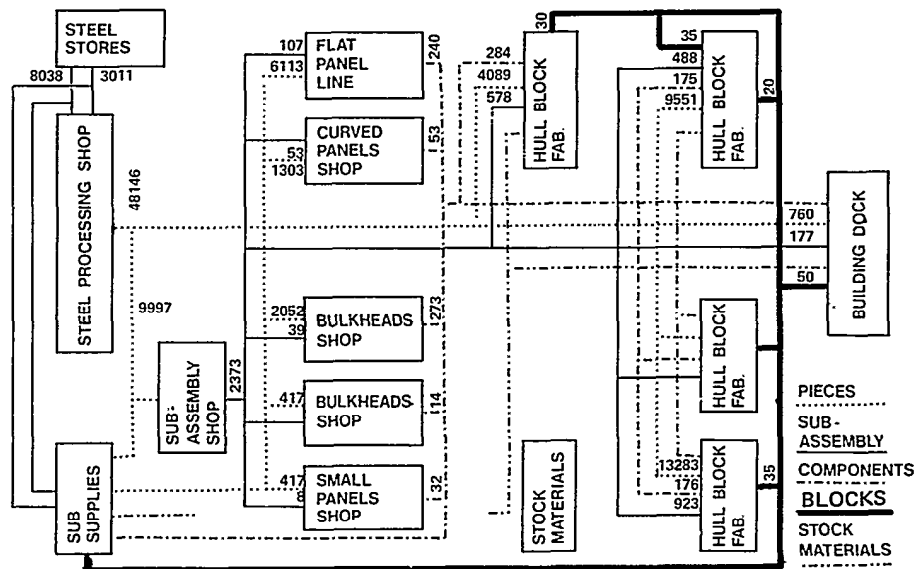 STEEL
STORES
8038
3011
STEEL PROCESSING SHOP
48146
9997
SUB-
ASSEMBLY
SHOP
2373
SUB
SUPPLIES
107
6113
FLAT
PANEL
LINE
240
53
1303
CURVED
PANELS
SHOP
53
2052
39
BULKHEADS
SHOP
273
417
BULKHEADS
SHOP
14
417
8
SMALL
PANELS
SHOP
32
30
284
4089
578
HULL BLOCK
FAB.
35
488
175
9551
HULL BLOCK
FAB.
20
760
177
50
BUILDING DOCK
HULL BLOCK
FAB.
13283
176
923
HULL BLOCK
FAB.
35
STOCK
MATERIALS
PIECES
SUB-
ASSEMBLY
COMPONENTS
BLOCKS
STOCK
MATERIALS